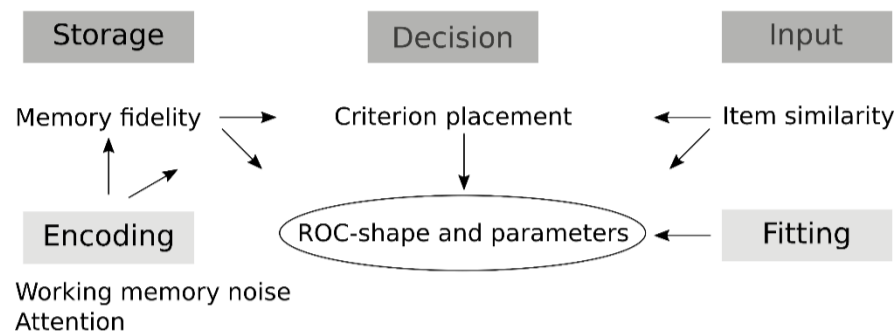 Storage
Decision
Input
Memory fidelity
Criterion placement
Item similarity
Encoding
ROC-shape and parameters
Fitting
Working memory noise
Attention